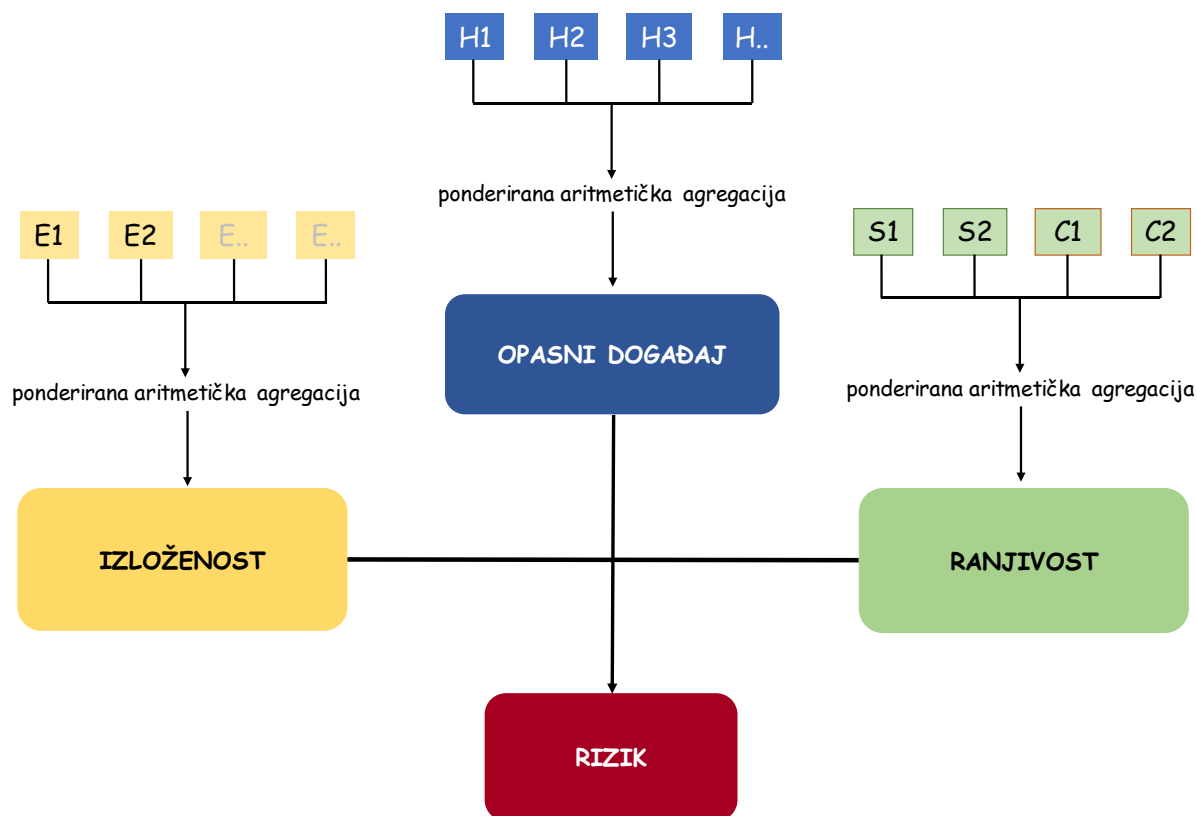 H1 H2 H3 H..
ponderirana aritmetička agregacija
E1 E2 E.. E..
S1 S2 C1 C2
OPASNI DOGAĐAJ
ponderirana aritmetička agregacija
ponderirana aritmetička agregacija
IZLOŽENOST
RANJIVOST
RIZIK